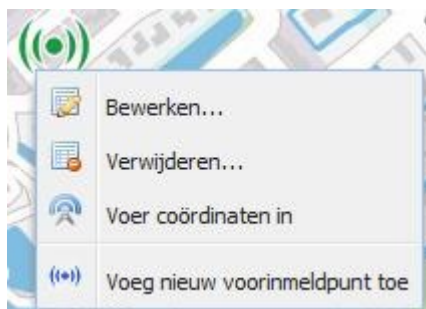 Bewerken...
Verwijderen...
Voer coördinaten in
Voeg nieuw voorinmeldpunt toe